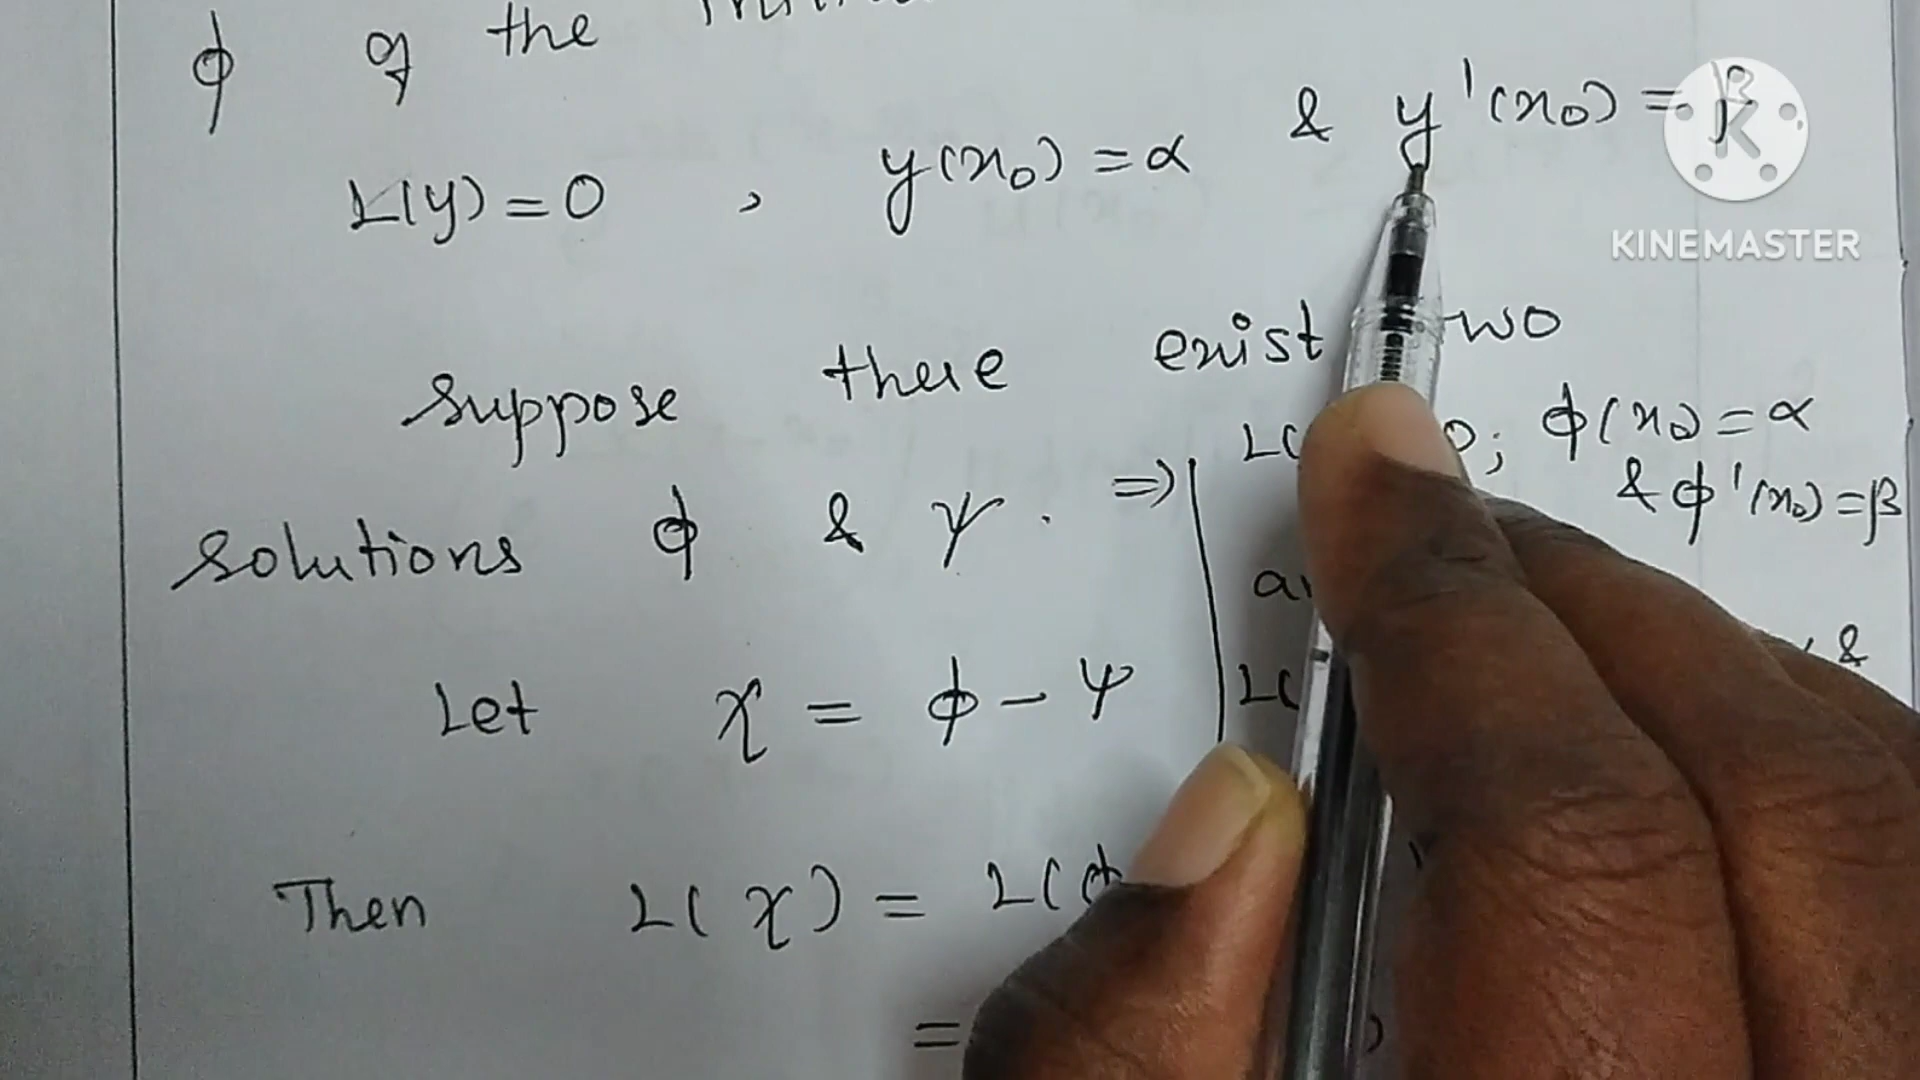 ϕ of the
L(y) = 0 , y(x₀) = α & y'(x₀) = β
KINEMASTER
suppose there exist two
solutions ϕ & ψ. ⇒
L( 0; ϕ(x₀) = α
& ϕ'(x₀) = β
&
Let χ = ϕ - ψ
L(
Then L(χ) = L(ϕ
=